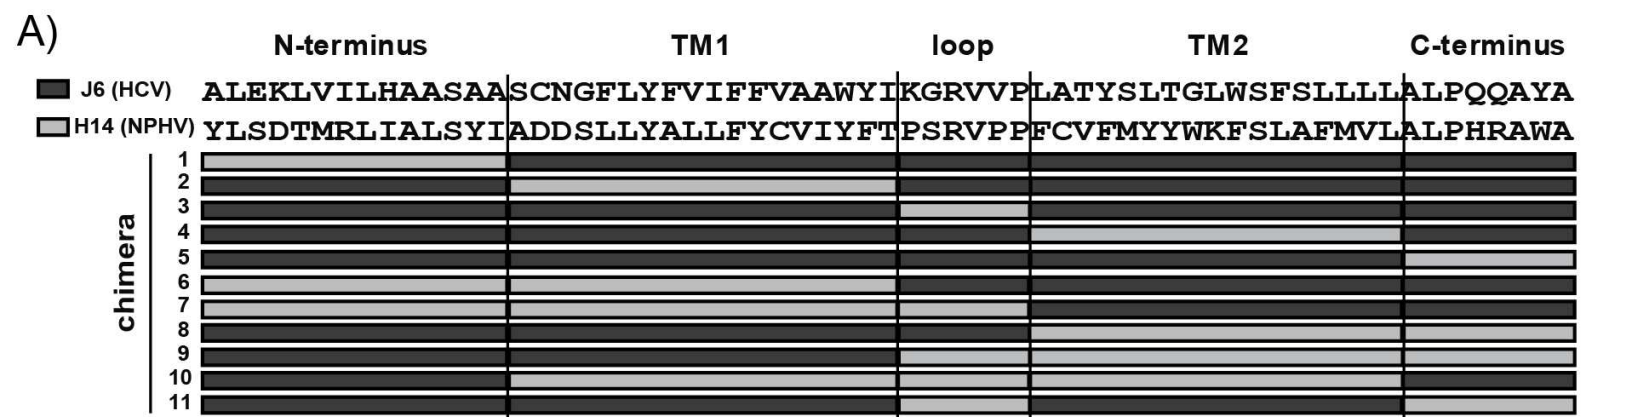 A)
N-terminus TM1 loop TM2 C-terminus
J6 (HCV) ALEKLVILHAASAASCNGFLYFVIFFVAAWYIKGRVVPLATYSLTGLWSFSLLLLALPQQAYA
H14 (NPHV) YLSDTMRLIALSYIADDSLLYALLFYCVIYFTPSRVPPFCVFMYYWKFSLAFMVLALPHRAWA
chimera
1
2
3
4
5
6
7
8
9
10
11